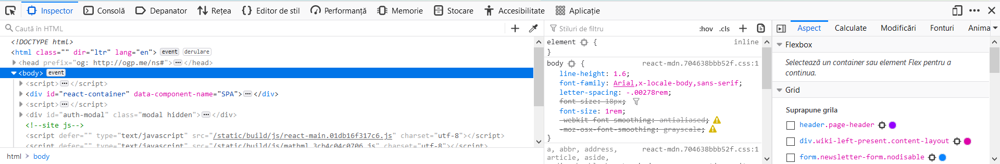 Inspector Consolă Depanator Rețea Editor de stil Performanță Memorie Stocare Accesibilitate Aplicație
Caută în HTML
<!DOCTYPE html>
<html class="" dir="ltr" lang="en"> event derulare
<head prefix="og: http://ogp.me/ns#"> </head>
<body> event
<script> </script>
<div id="react-container" data-component-name="SPA"> </div>
<script> </script>
<div id="auth-modal" class="modal hidden"> </div>
<!--site js-->
<script defer="" type="text/javascript" src="/static/build/js/react-main.01db16f317c6.js" charset="utf-8"></script>
<script defer="" type="text/javascript" src="/static/build/js/mathml.3cb4c04c0706.js" charset="utf-8"></script>
html > body
Stiluri de filtru :hov .cls
element { inline
}
body { react-mdn.704638bbb52f.css:1
line-height: 1.6;
font-family: Arial,x-locale-body,sans-serif;
letter-spacing: -.00278rem;
font-size: 18px;
font-size: 1rem;
-webkit-font-smoothing: antialiased;
-moz-osx-font-smoothing: grayscale;
}
a, abbr, address, react-mdn.704638bbb52f.css:1
article, aside,
Aspect Calculate Modificări Fonturi Anima
Flexbox
Selectează un container sau element Flex pentru a
continua.
Grid
Suprapune grila
header.page-header
div.wiki-left-present.content-layout
form.newsletter-form.nodisable